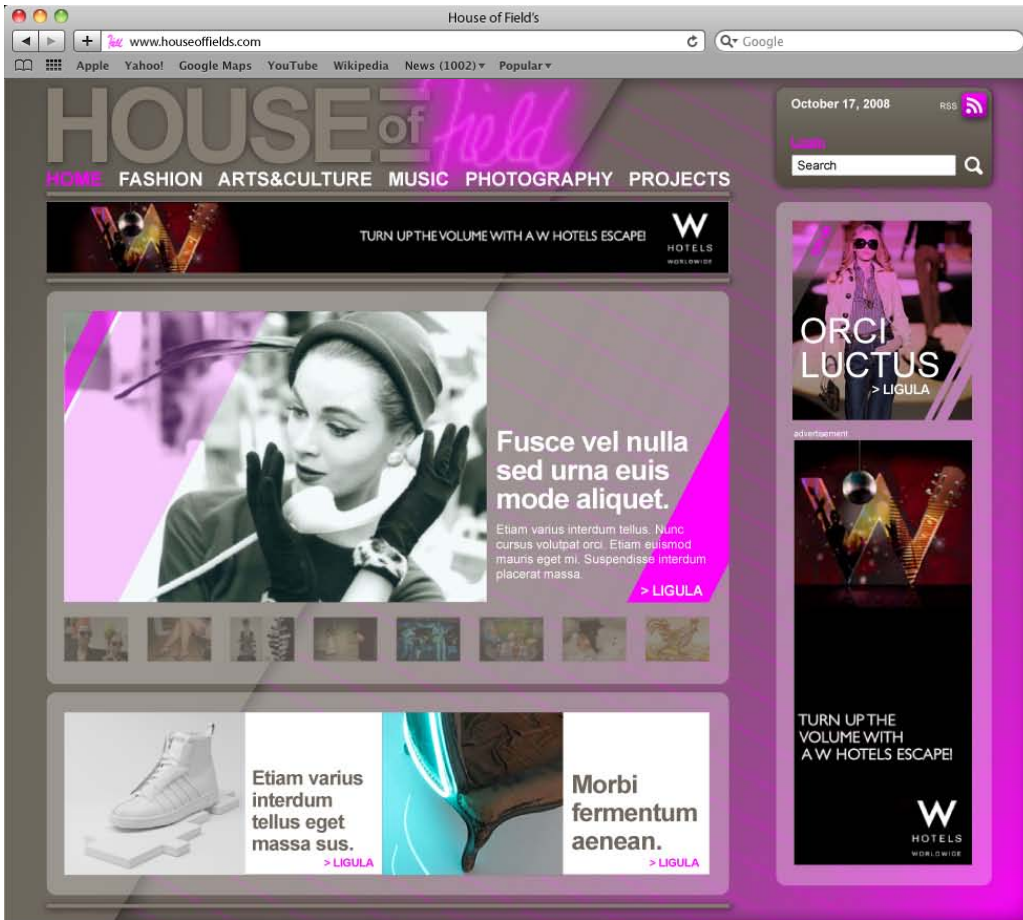 House of Field's
www.houseoffields.com
Google
Apple Yahoo! Google Maps YouTube Wikipedia News (1002) Popular
HOUSE of field
October 17, 2008
RSS
Login
Search
HOME FASHION ARTS&CULTURE MUSIC PHOTOGRAPHY PROJECTS
TURN UP THE VOLUME WITH A W HOTELS ESCAPE!
W
HOTELS
WORLDWIDE
Fusce vel nulla
sed urna euis
mode aliquet.
Etiam varius interdum tellus. Nunc
cursus volutpat orci. Etiam euismod
mauris eget mi. Suspendisse interdum
placerat massa.
> LIGULA
Etiam varius
interdum
tellus eget
massa sus.
> LIGULA
Morbi
fermentum
aenean.
> LIGULA
ORCI
LUCTUS
> LIGULA
advertisement
W
TURN UP THE
VOLUME WITH
A W HOTELS ESCAPE!
W
HOTELS
WORLDWIDE